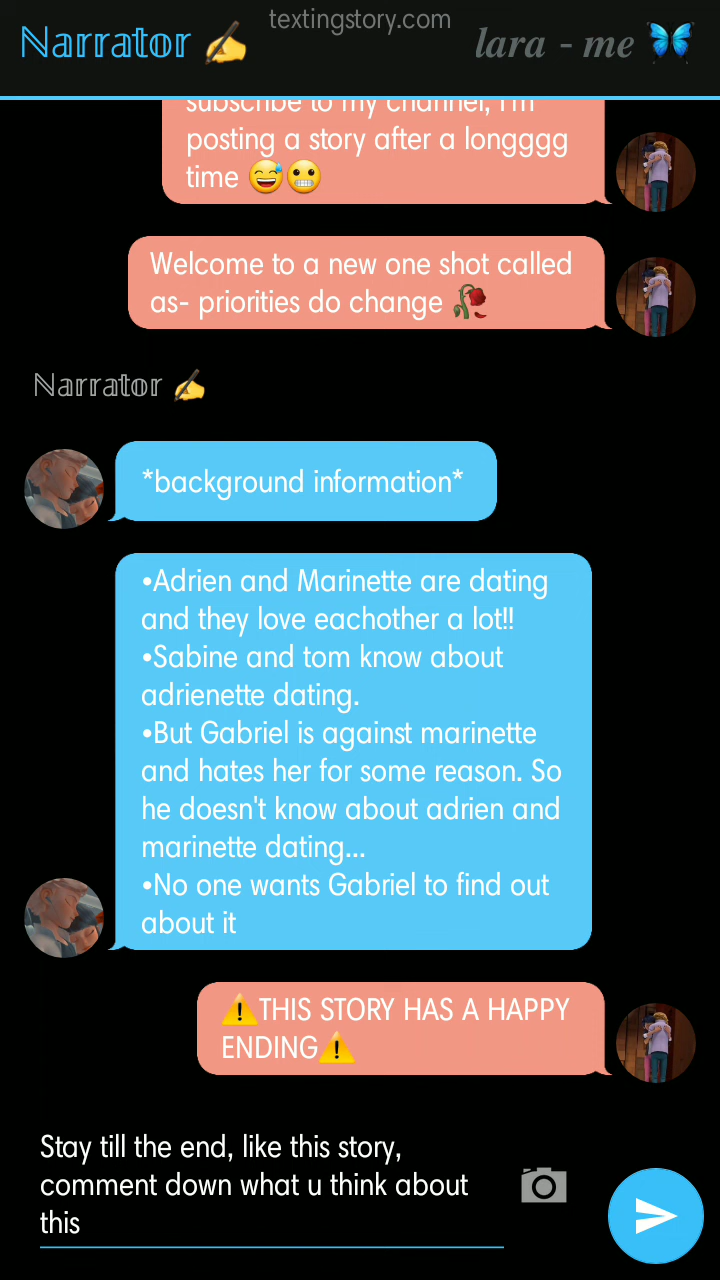 textingstory.com
Narrator ✍️ lara - me 🦋
subscribe to my channel, I'm
posting a story after a longggg
time 😅😬
Welcome to a new one shot called
as- priorities do change 🥀
Narrator ✍️
*background information*
•Adrien and Marinette are dating
and they love eachother a lot!!
•Sabine and tom know about
adrienette dating.
•But Gabriel is against marinette
and hates her for some reason. So
he doesn't know about adrien and
marinette dating...
•No one wants Gabriel to find out
about it
⚠️THIS STORY HAS A HAPPY
ENDING⚠️
Stay till the end, like this story,
comment down what u think about
this